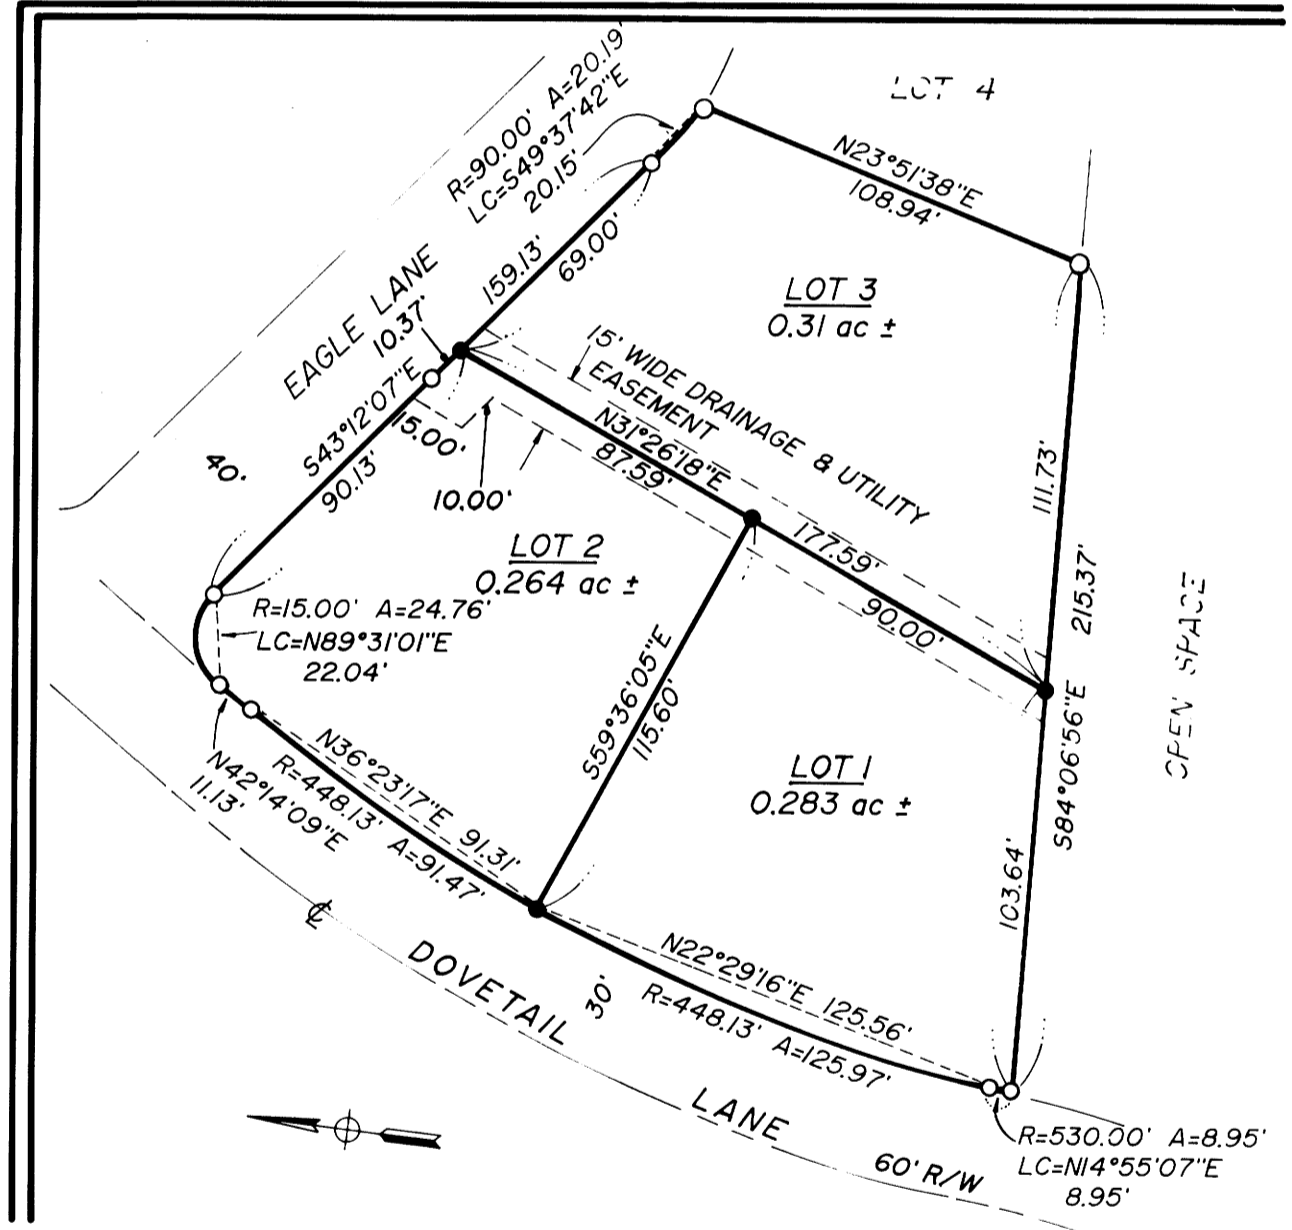 LOT 4
R=90.00' A=20.19'
LC=S49°37'42"E
20.15'
N23°51'38"E
108.94'
159.13'
69.00'
EAGLE LANE
10.37'
LOT 3
0.31 ac ±
15' WIDE DRAINAGE & UTILITY
EASEMENT
N31°26'18"E
87.59'
177.59'
90.00'
111.73'
215.37'
S84°06'56"E
103.64'
OPEN SPACE
S43°12'07"E
90.13'
15.00'
10.00'
40'
LOT 2
0.264 ac ±
R=15.00' A=24.76'
LC=N89°31'01"E
22.04'
S59°36'05"E
115.60'
LOT 1
0.283 ac ±
N42°14'09"E
11.13'
N36°23'17"E 91.31'
R=448.13' A=91.47'
N22°29'16"E 125.56'
R=448.13' A=125.97'
DOVETAIL LANE
30'
60' R/W
R=530.00' A=8.95'
LC=N14°55'07"E
8.95'